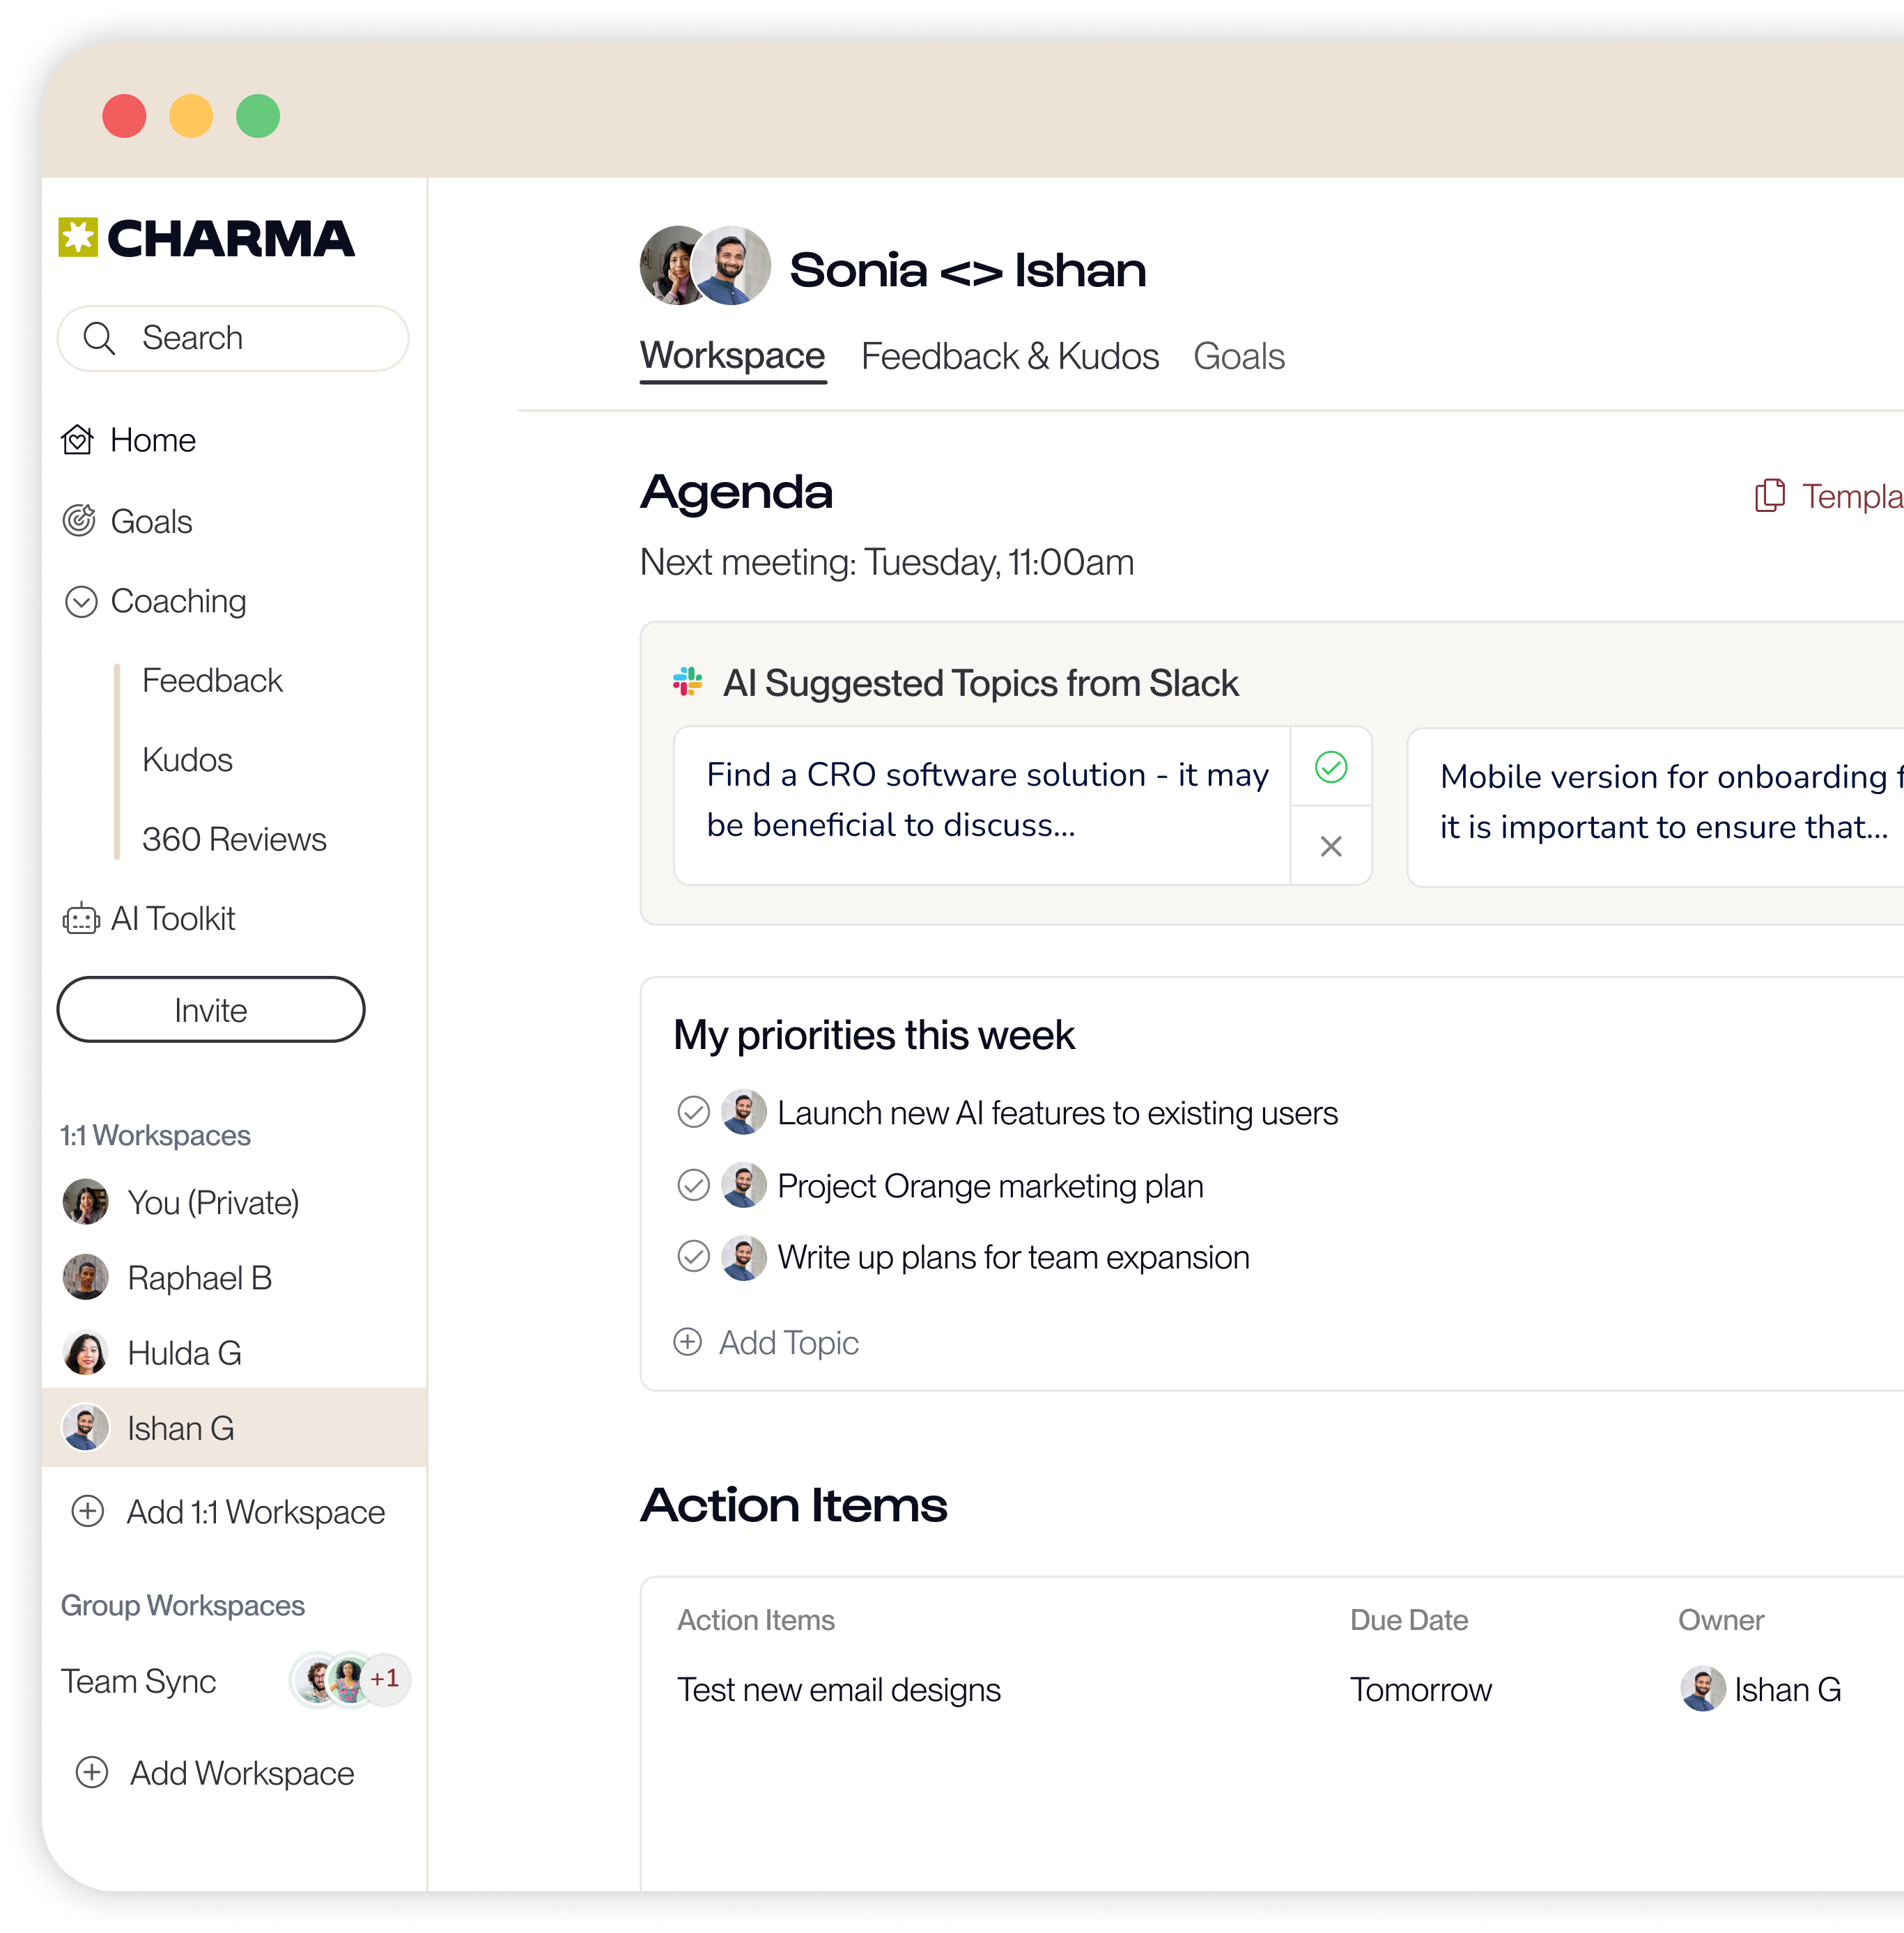 CHARMA
Search
Home
Goals
Coaching
Feedback
Kudos
360 Reviews
AI Toolkit
Invite
1:1 Workspaces
You (Private)
Raphael B
Hulda G
Ishan G
Add 1:1 Workspace
Group Workspaces
Team Sync
+1
Add Workspace
Sonia <> Ishan
Workspace
Feedback & Kudos
Goals
Agenda
Next meeting: Tuesday, 11:00am
AI Suggested Topics from Slack
Find a CRO software solution - it may
be beneficial to discuss...
Mobile version for onboarding
it is important to ensure that...
My priorities this week
Launch new AI features to existing users
Project Orange marketing plan
Write up plans for team expansion
Add Topic
Action Items
Action Items
Due Date
Owner
Test new email designs
Tomorrow
Ishan G